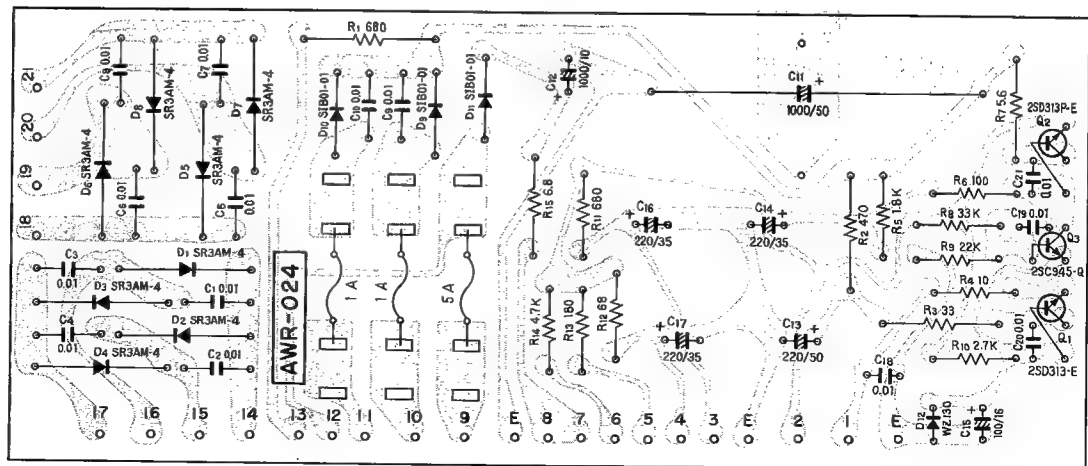 R1 680
C8 0.01
D8
SR3AM-4
C7 0.01
D7
SR3AM-4
D10 SIB01-01
C10 0.01
C9 0.01
D9 SIB01-01
D11 SIB01-01
C12
1000/10
+
C11 +
1000/50
R7 5.6
2SD313P-E
Q2
21
20
19
18
D6 SR3AM-4
C6 0.01
D5
SR3AM-4
C5
0.01
R15 6.8
R11 680
+ C16
220/35
C14 +
220/35
R2 470
R5 1.8K
R6 100
C21
0.01
R8 33K
C19 0.01
R9 22K
Q3
2SC945-Q
R4 10
C3
0.01
D1 SR3AM-4
D3 SR3AM-4
C1 0.01
C4
0.01
D2 SR3AM-4
D4 SR3AM-4
C2 0.01
AWR-024
1A
1A
5A
R14 4.7K
R13 180
R12 68
+ C17
220/35
C13 +
220/50
R3 33
R10 2.7K
C20 0.01
Q1
2SD313-E
C18
0.01
D12
WZ130
+
C15
100/16
17 16 15 14 13 12 11 10 9 E 8 7 6 5 4 3 E 2 1 E